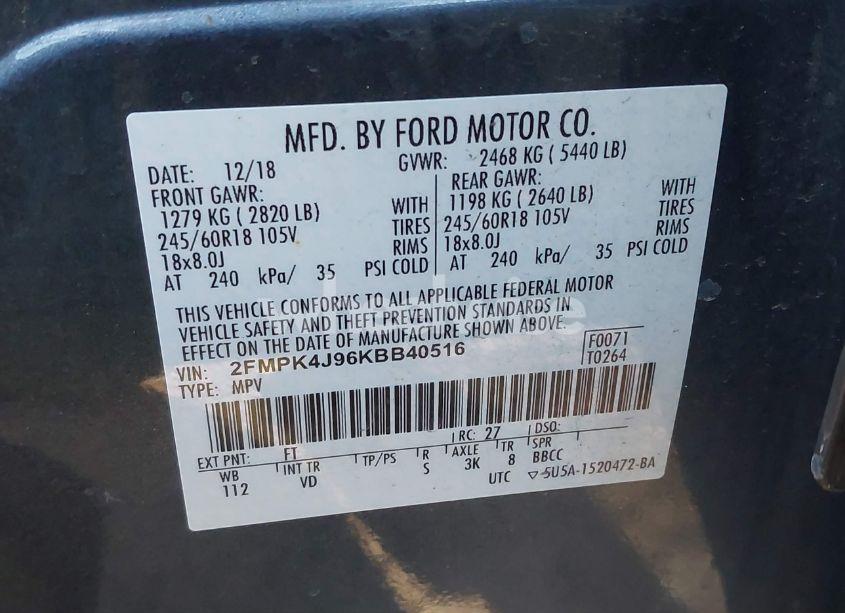 MFD. BY FORD MOTOR CO.
DATE: 12/18 GVWR: 2468 KG ( 5440 LB)
FRONT GAWR:
1279 KG ( 2820 LB) WITH
245/60R18 105V TIRES
18x8.0J RIMS
AT 240 kPa/ 35 PSI COLD
REAR GAWR:
1198 KG ( 2640 LB) WITH
245/60R18 105V TIRES
18x8.0J RIMS
AT 240 kPa/ 35 PSI COLD
THIS VEHICLE CONFORMS TO ALL APPLICABLE FEDERAL MOTOR
VEHICLE SAFETY AND THEFT PREVENTION STANDARDS IN
EFFECT ON THE DATE OF MANUFACTURE SHOWN ABOVE.
VIN: 2FMPK4J96KBB40516 F0071
TYPE: MPV T0264
RC: 27 DSO:
EXT PNT: FT
WB INT TR TP/PS R AXLE TR SPR
112 VD S 3K 8 BBCC
UTC 5U5A-1520472-BA